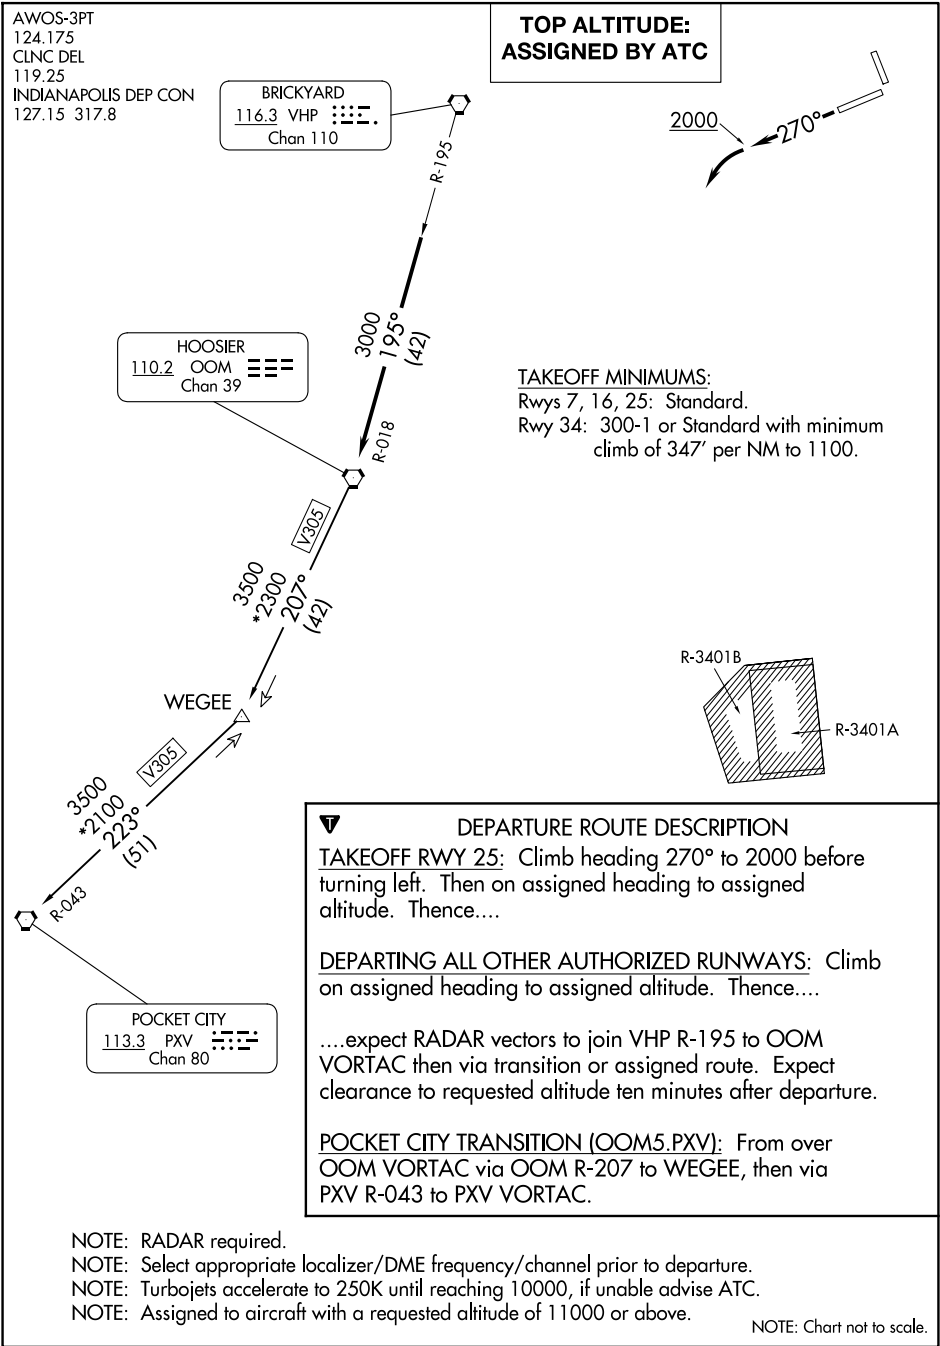 AWOS-3PT
124.175
CLNC DEL
119.25
INDIANAPOLIS DEP CON
127.15 317.8
TOP ALTITUDE:
ASSIGNED BY ATC
BRICKYARD
116.3 VHP
Chan 110
R-195
2000
270°
3000
195°
(42)
HOOSIER
110.2 OOM
Chan 39
R-018
TAKEOFF MINIMUMS:
Rwys 7, 16, 25: Standard.
Rwy 34: 300-1 or Standard with minimum
climb of 347' per NM to 1100.
V305
3500
*2300
207°
(42)
R-3401B
R-3401A
WEGEE
V305
3500
*2100
223°
(51)
R-043
POCKET CITY
113.3 PXV
Chan 80
T
DEPARTURE ROUTE DESCRIPTION
TAKEOFF RWY 25: Climb heading 270° to 2000 before
turning left. Then on assigned heading to assigned
altitude. Thence....
DEPARTING ALL OTHER AUTHORIZED RUNWAYS: Climb
on assigned heading to assigned altitude. Thence....
....expect RADAR vectors to join VHP R-195 to OOM
VORTAC then via transition or assigned route. Expect
clearance to requested altitude ten minutes after departure.
POCKET CITY TRANSITION (OOM5.PXV): From over
OOM VORTAC via OOM R-207 to WEGEE, then via
PXV R-043 to PXV VORTAC.
NOTE: RADAR required.
NOTE: Select appropriate localizer/DME frequency/channel prior to departure.
NOTE: Turbojets accelerate to 250K until reaching 10000, if unable advise ATC.
NOTE: Assigned to aircraft with a requested altitude of 11000 or above.
NOTE: Chart not to scale.